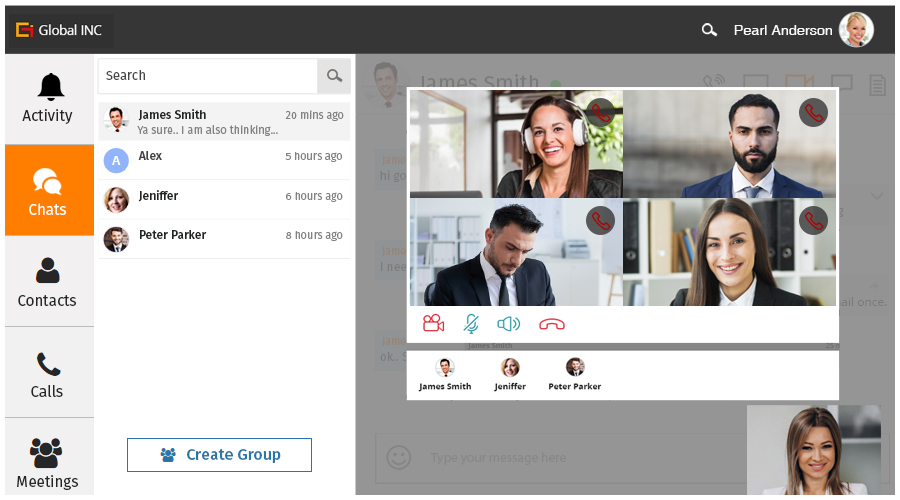 Global INC
Pearl Anderson
Activity
Chats
Contacts
Calls
Meetings
Search
James Smith
20 mins ago
Ya sure.. I am also thinking...
A
Alex
5 hours ago
Jeniffer
6 hours ago
Peter Parker
8 hours ago
Create Group
James Smith
Jame
hi go
I nee
ail once.
James Smith
ok.. S
James Smith
Jeniffer
Peter Parker
Type your message here